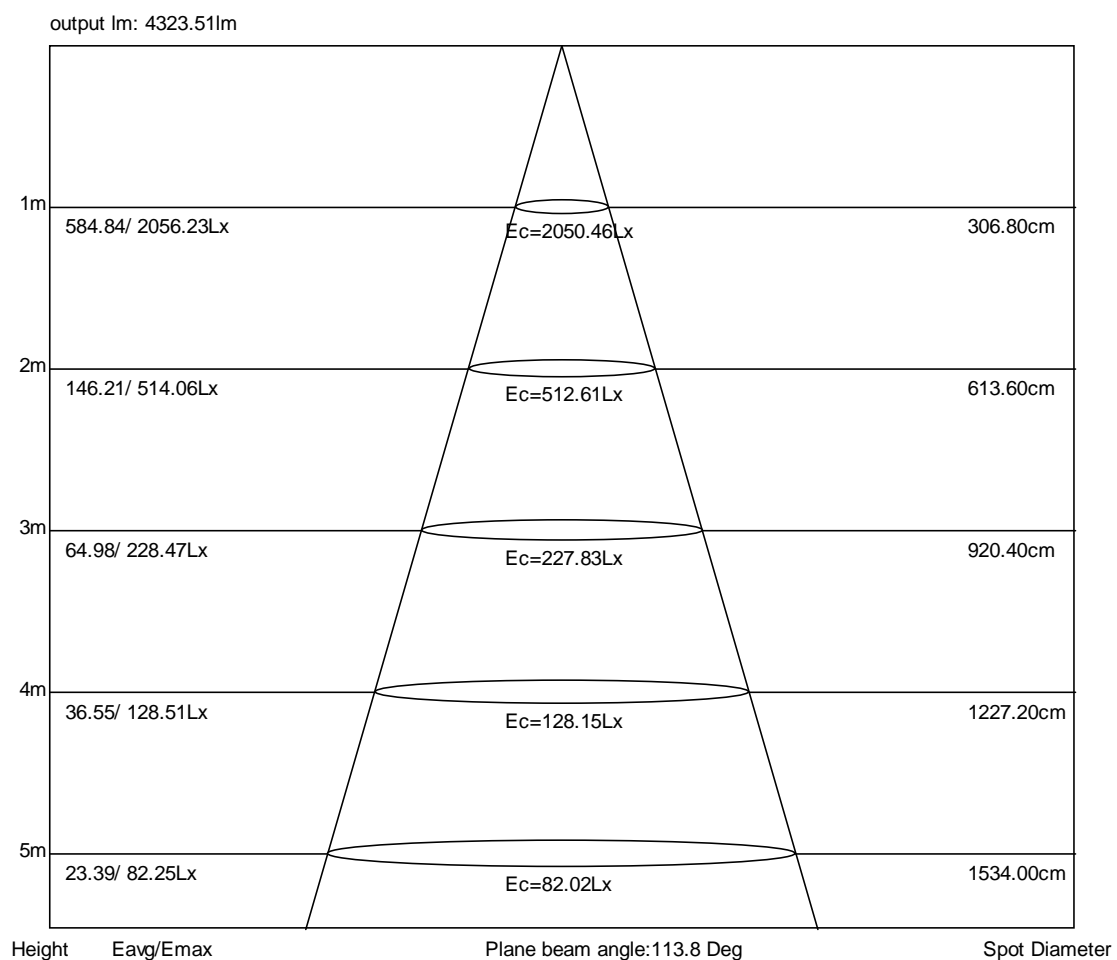 output lm: 4323.51lm
1m
584.84/ 2056.23Lx Ec=2050.46Lx 306.80cm
2m
146.21/ 514.06Lx Ec=512.61Lx 613.60cm
3m
64.98/ 228.47Lx Ec=227.83Lx 920.40cm
4m
36.55/ 128.51Lx Ec=128.15Lx 1227.20cm
5m
23.39/ 82.25Lx Ec=82.02Lx 1534.00cm
Height Eavg/Emax Plane beam angle:113.8 Deg Spot Diameter